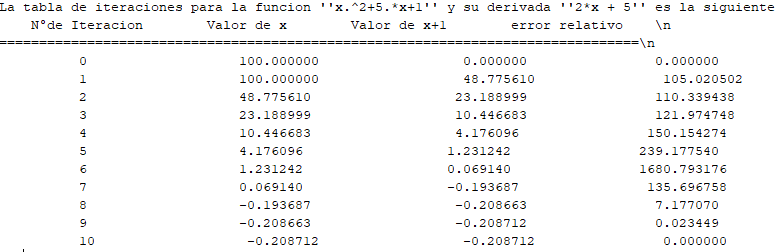 La tabla de iteraciones para la funcion ''x.^2+5.*x+1'' y su derivada ''2*x + 5'' es la siguiente
N°de Iteracion Valor de x Valor de x+1 error relativo \n
================================================================================\n
0 100.000000 0.000000 0.000000
1 100.000000 48.775610 105.020502
2 48.775610 23.188999 110.339438
3 23.188999 10.446683 121.974748
4 10.446683 4.176096 150.154274
5 4.176096 1.231242 239.177540
6 1.231242 0.069140 1680.793176
7 0.069140 -0.193687 135.696758
8 -0.193687 -0.208663 7.177070
9 -0.208663 -0.208712 0.023449
10 -0.208712 -0.208712 0.000000